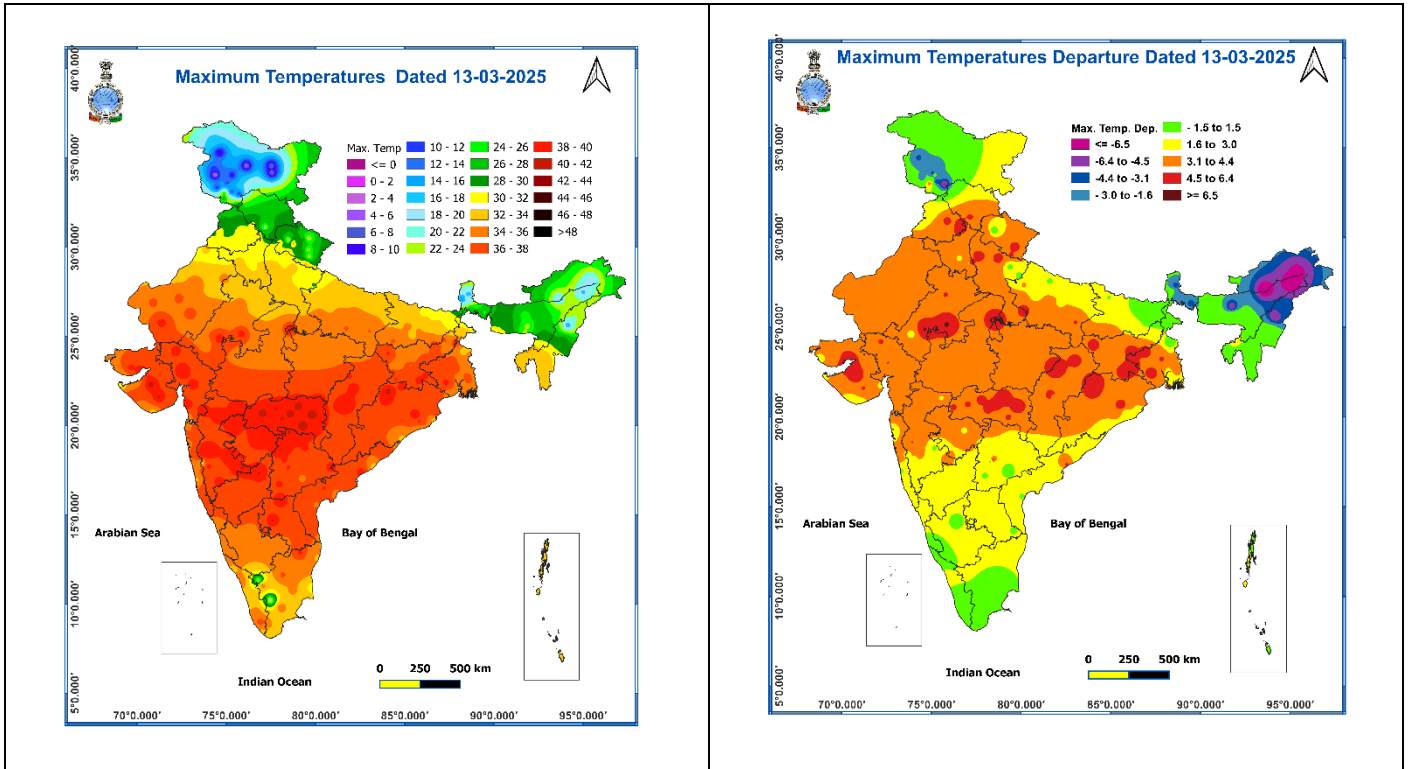 Maximum Temperatures Dated 13-03-2025
Max. Temp
<= 0
0 - 2
2 - 4
4 - 6
6 - 8
8 - 10
10 - 12
12 - 14
14 - 16
16 - 18
18 - 20
20 - 22
22 - 24
24 - 26
26 - 28
28 - 30
30 - 32
32 - 34
34 - 36
36 - 38
38 - 40
40 - 42
42 - 44
44 - 46
46 - 48
>48
40°0.000'
35°0.000'
30°0.000'
25°0.000'
20°0.000'
15°0.000'
10°0.000'
5°0.000'
Arabian Sea
Bay of Bengal
Indian Ocean
0 250 500 km
70°0.000' 75°0.000' 80°0.000' 85°0.000' 90°0.000' 95°0.000'
Maximum Temperatures Departure Dated 13-03-2025
Max. Temp. Dep.
<= -6.5
-6.4 to -4.5
-4.4 to -3.1
- 3.0 to -1.6
- 1.5 to 1.5
1.6 to 3.0
3.1 to 4.4
4.5 to 6.4
>= 6.5
40°0.000'
35°0.000'
30°0.000'
25°0.000'
20°0.000'
15°0.000'
10°0.000'
5°0.000'
Arabian Sea
Bay of Bengal
Indian Ocean
0 250 500 km
70°0.000' 75°0.000' 80°0.000' 85°0.000' 90°0.000' 95°0.000'